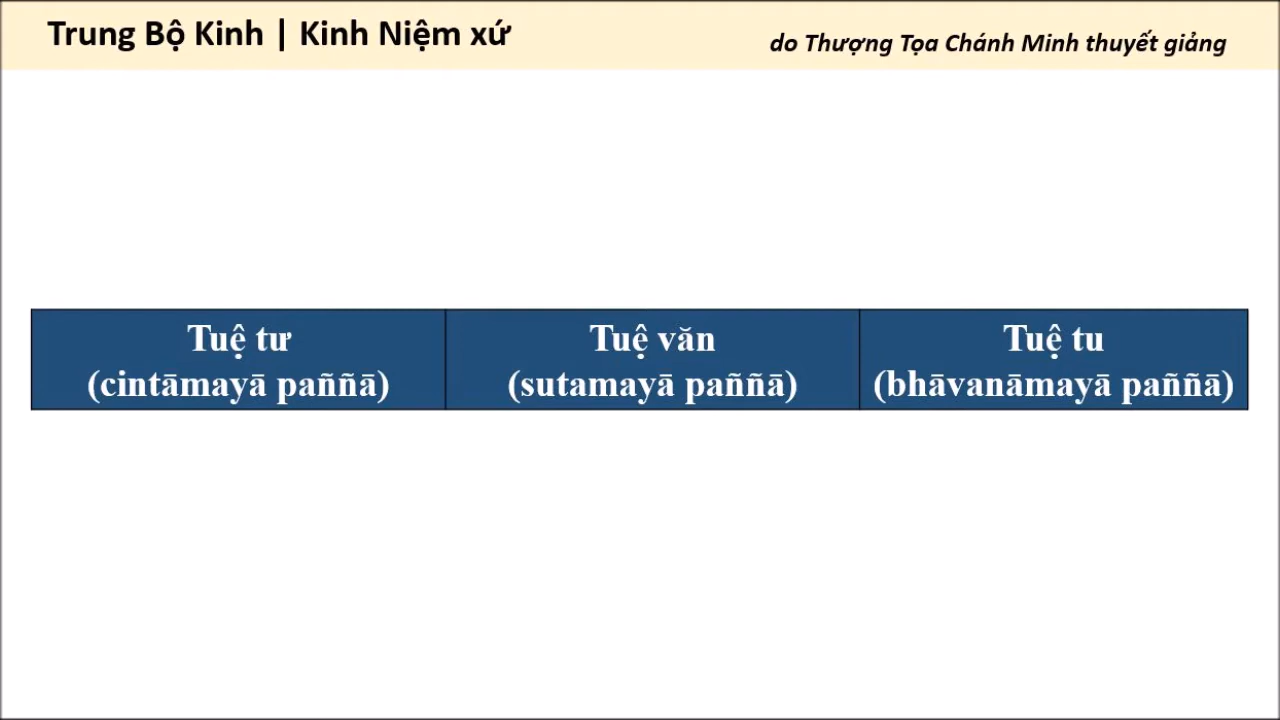 Trung Bộ Kinh | Kinh Niệm xứ
do Thượng Tọa Chánh Minh thuyết giảng
Tuệ tư
(cintāmayā paññā)
Tuệ văn
(sutamayā paññā)
Tuệ tu
(bhāvanāmayā paññā)